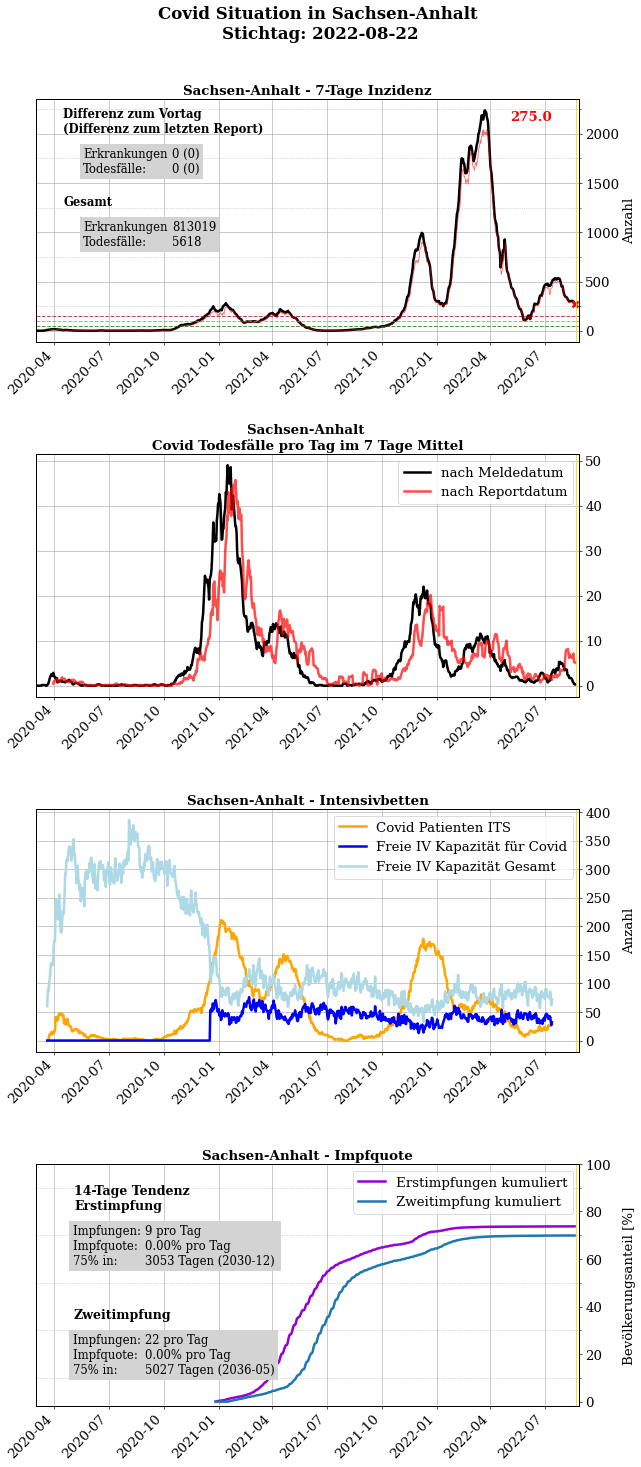 Covid Situation in Sachsen-Anhalt
Stichtag: 2022-08-22
Sachsen-Anhalt - 7-Tage Inzidenz
Differenz zum Vortag
(Differenz zum letzten Report)
Erkrankungen 0 (0)
Todesfälle: 0 (0)
Gesamt
Erkrankungen 813019
Todesfälle: 5618
275.0
2000
1500
1000
500
0
Anzahl
2020-04 2020-07 2020-10 2021-01 2021-04 2021-07 2021-10 2022-01 2022-04 2022-07
Sachsen-Anhalt
Covid Todesfälle pro Tag im 7 Tage Mittel
nach Meldedatum
nach Reportdatum
50
40
30
20
10
0
2020-04 2020-07 2020-10 2021-01 2021-04 2021-07 2021-10 2022-01 2022-04 2022-07
Sachsen-Anhalt - Intensivbetten
Covid Patienten ITS
Freie IV Kapazität für Covid
Freie IV Kapazität Gesamt
400
350
300
250
200
150
100
50
0
Anzahl
2020-04 2020-07 2020-10 2021-01 2021-04 2021-07 2021-10 2022-01 2022-04 2022-07
Sachsen-Anhalt - Impfquote
14-Tage Tendenz
Erstimpfung
Impfungen: 9 pro Tag
Impfquote: 0.00% pro Tag
75% in: 3053 Tagen (2030-12)
Zweitimpfung
Impfungen: 22 pro Tag
Impfquote: 0.00% pro Tag
75% in: 5027 Tagen (2036-05)
Erstimpfungen kumuliert
Zweitimpfung kumuliert
100
80
60
40
20
0
Bevölkerungsanteil [%]
2020-04 2020-07 2020-10 2021-01 2021-04 2021-07 2021-10 2022-01 2022-04 2022-07